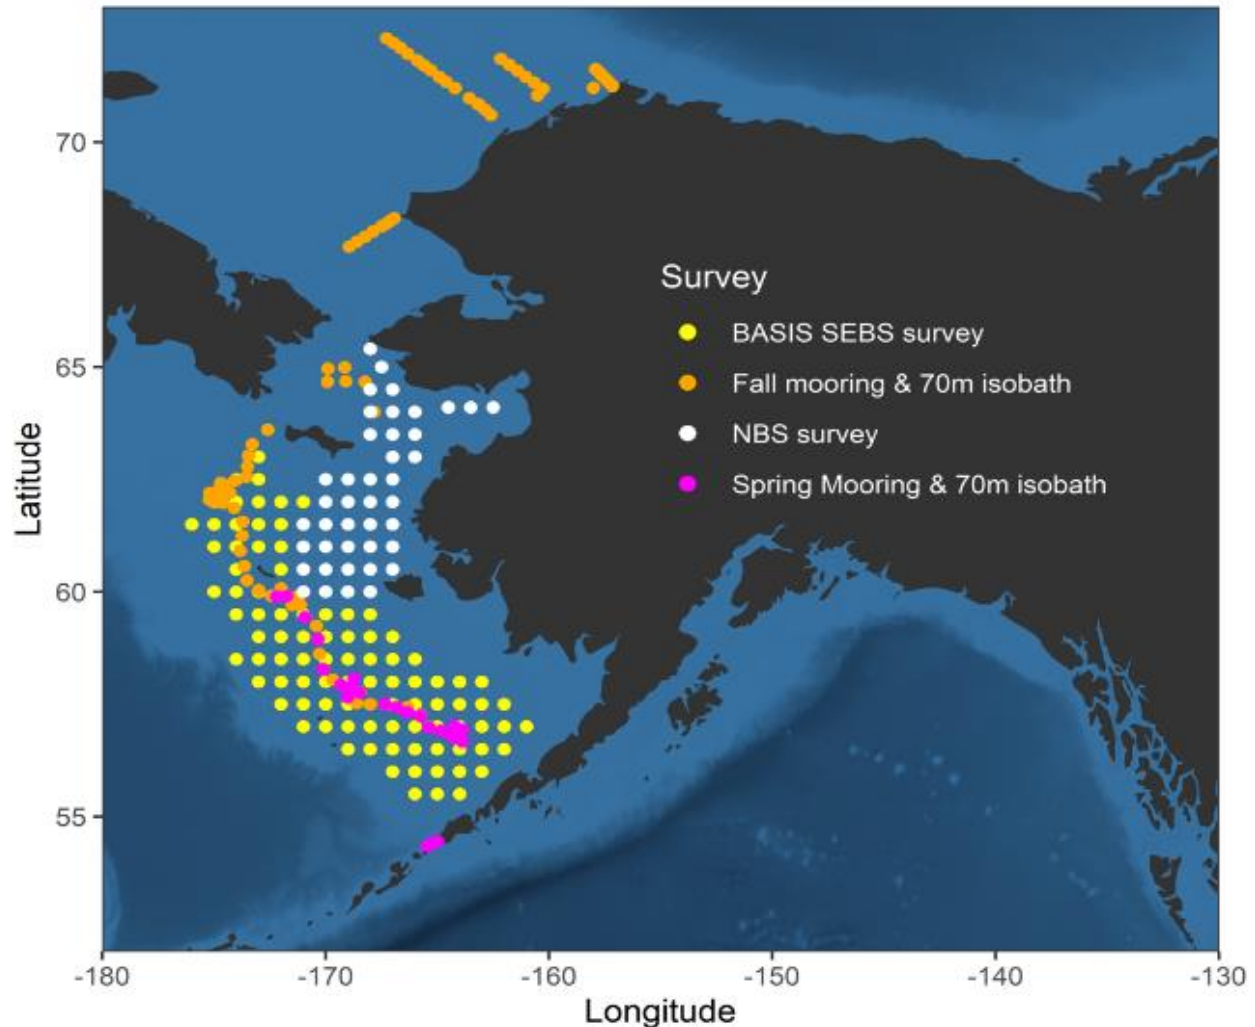 70
65
60
55
Latitude
Survey
BASIS SEBS survey
Fall mooring & 70m isobath
NBS survey
Spring Mooring & 70m isobath
-180 -170 -160 -150 -140 -130
Longitude